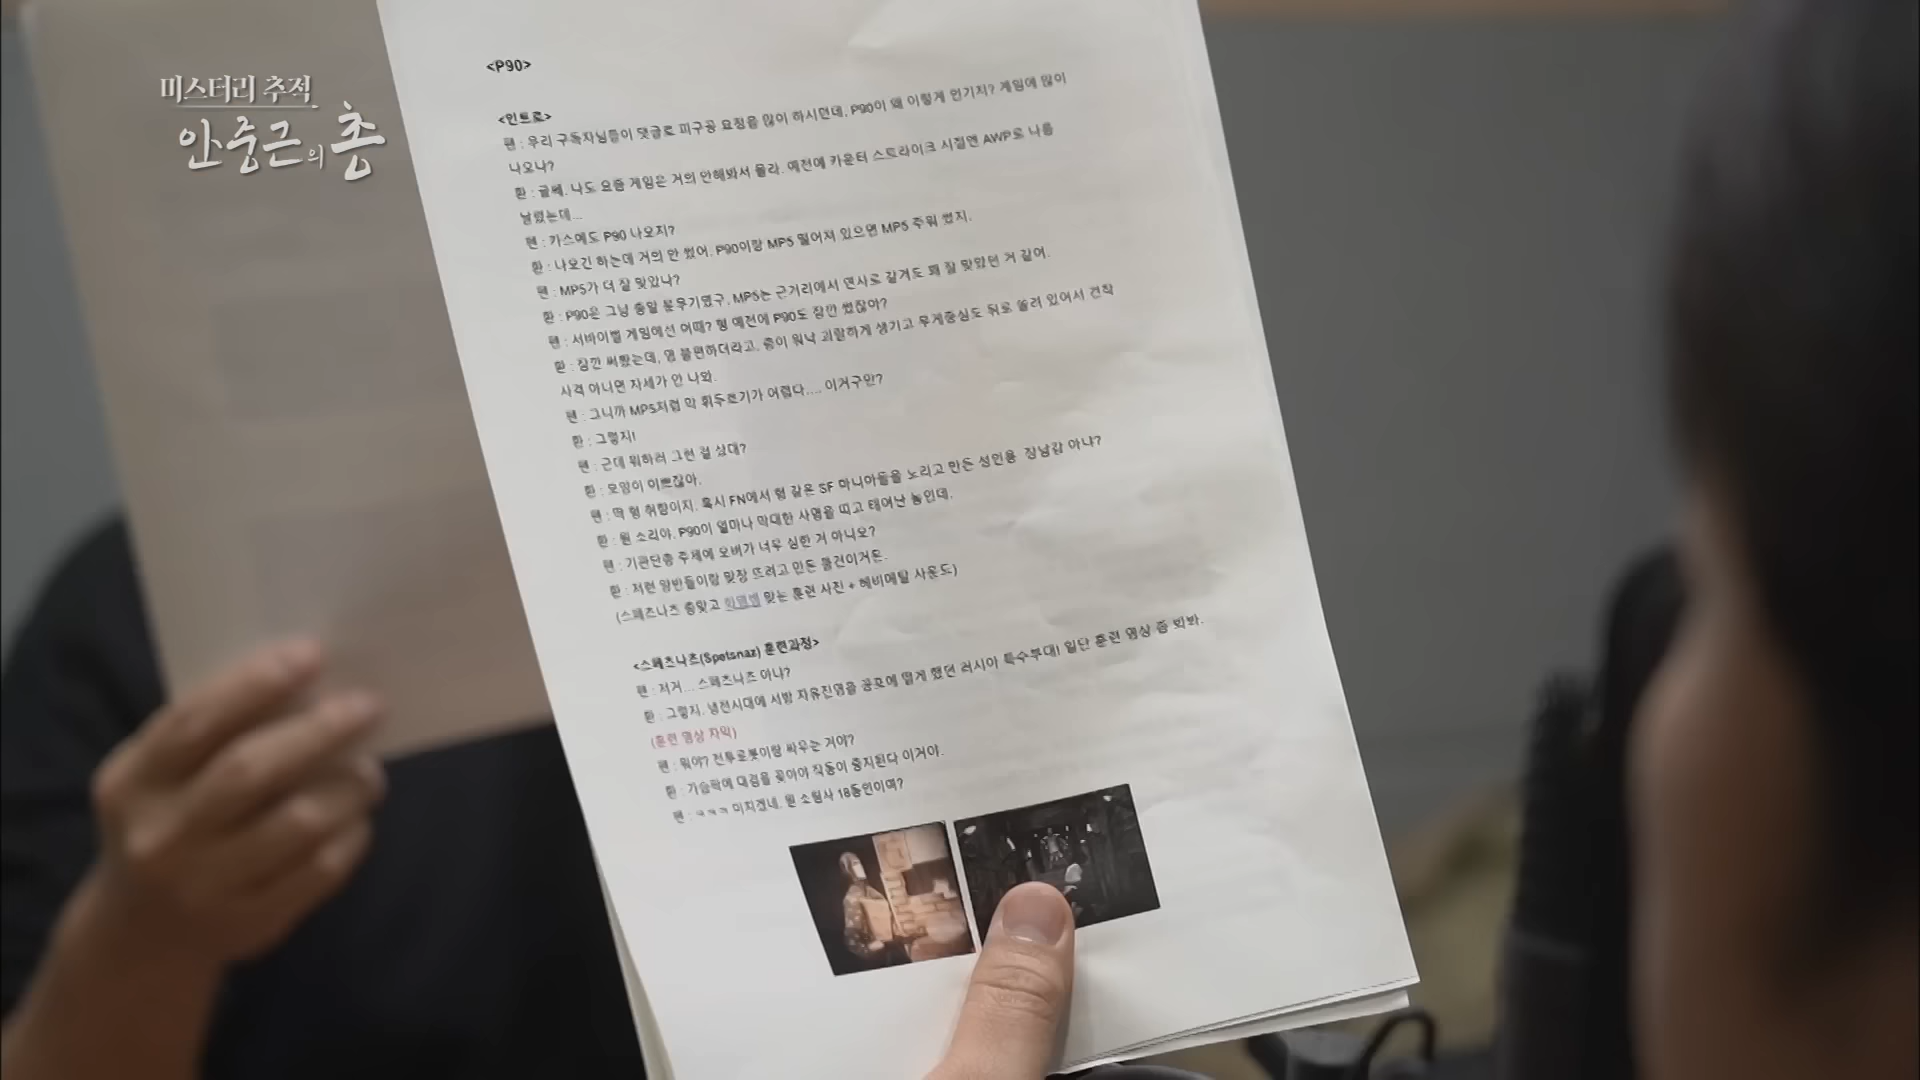 미스터리 추적
안중근의 총
<P90>
<인트로>
팬 : 우리 구독자님들이 댓글로 피구공 요청을 많이 하시던데, P90이 왜 이렇게 인기지? 게임에 많이
나오나?
환 : 글쎄. 나도 요즘 게임은 거의 안해봐서 몰라. 예전에 카운터 스트라이크 시절엔 AWP로 나름
날렸는데...
팬 : 카스에도 P90 나오지?
환 : 나오긴 하는데 거의 안 썼어. P90이랑 MP5 떨어져 있으면 MP5 주워 썼지.
팬 : MP5가 더 잘 맞았나?
환 : P90은 그냥 총알 분무기였구, MP5는 근거리에서 연사로 갈겨도 꽤 잘 맞았던 거 같어.
팬 : 서바이벌 게임에선 어때? 형 예전에 P90도 잠깐 썼잖아?
환 : 잠깐 써봤는데, 영 불편하더라고. 총이 워낙 괴랄하게 생기고 무게중심도 뒤로 쏠려 있어서 견착
사격 아니면 자세가 안 나와.
팬 : 그니까 MP5처럼 막 휘두르기가 어렵다.... 이거구만?
환 : 그렇지!
팬 : 근데 뭐하러 그런 걸 샀대?
환 : 모양이 이쁘잖아.
팬 : 딱 형 취향이지. 혹시 FN에서 형 같은 SF 마니아들을 노리고 만든 성인용 장난감 아냐?
환 : 뭔 소리야. P90이 얼마나 막대한 사명을 띠고 태어난 놈인데.
팬 : 기관단총 주제에 오버가 너무 심한 거 아니오?
환 : 저런 양반들이랑 맞장 뜨려고 만든 물건이거든.
(스페츠나츠 총맞고 맞는 훈련 사진 + 헤비메탈 사운드)
<스페츠나츠(Spetsnaz) 훈련과정>
팬 : 저거... 스페츠나츠 아냐?
환 : 그렇지. 냉전시대에 서방 자유진영을 공포에 떨게 했던 러시아 특수부대! 일단 훈련 영상 좀 봐봐.
(훈련 영상 자막)
팬 : 뭐야? 전투로봇이랑 싸우는 거야?
환 : 가슴팍에 대검을 꽂아야 작동이 중지된다 이거야.
팬 : ㅋㅋㅋ 미치겠네. 뭔 소림사 18동인이여?